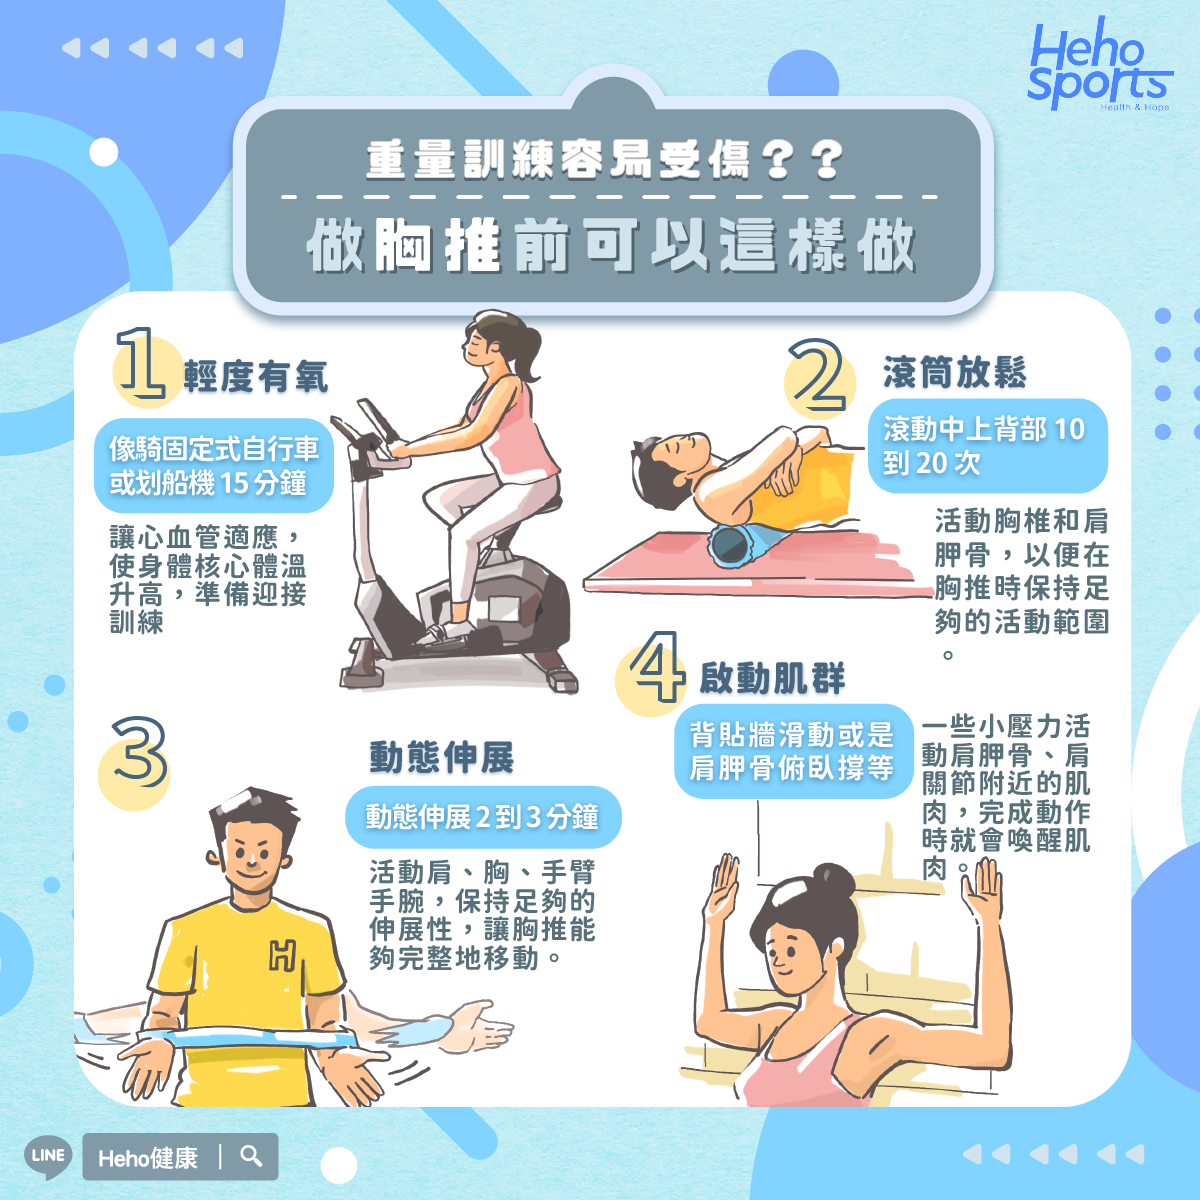 Heho
Sports
Health & Hope
重量訓練容易受傷？？
做胸推前可以這樣做
1 輕度有氧
像騎固定式自行車
或划船機 15 分鐘
讓心血管適應，
使身體核心體溫
升高，準備迎接
訓練
2 滾筒放鬆
滾動中上背部 10
到 20 次
活動胸椎和肩
胛骨，以便在
胸推時保持足
夠的活動範圍
。
3 動態伸展
動態伸展 2 到 3 分鐘
活動肩、胸、手臂
手腕，保持足夠的
伸展性，讓胸推能
夠完整地移動。
H
4 啟動肌群
背貼牆滑動或是
肩胛骨俯臥撐等
一些小壓力活
動肩胛骨、肩
關節附近的肌
肉，完成動作
時就會喚醒肌
肉。
LINE
Heho健康